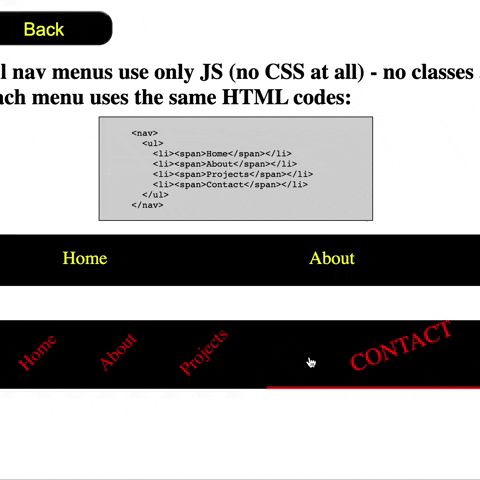 Back
l nav menus use only JS (no CSS at all) - no classes
ach menu uses the same HTML codes:
<nav>
<ul>
<li><span>Home</span></li>
<li><span>About</span></li>
<li><span>Projects</span></li>
<li><span>Contact</span></li>
</ul>
</nav>
Home About
Home About Projects CONTACT